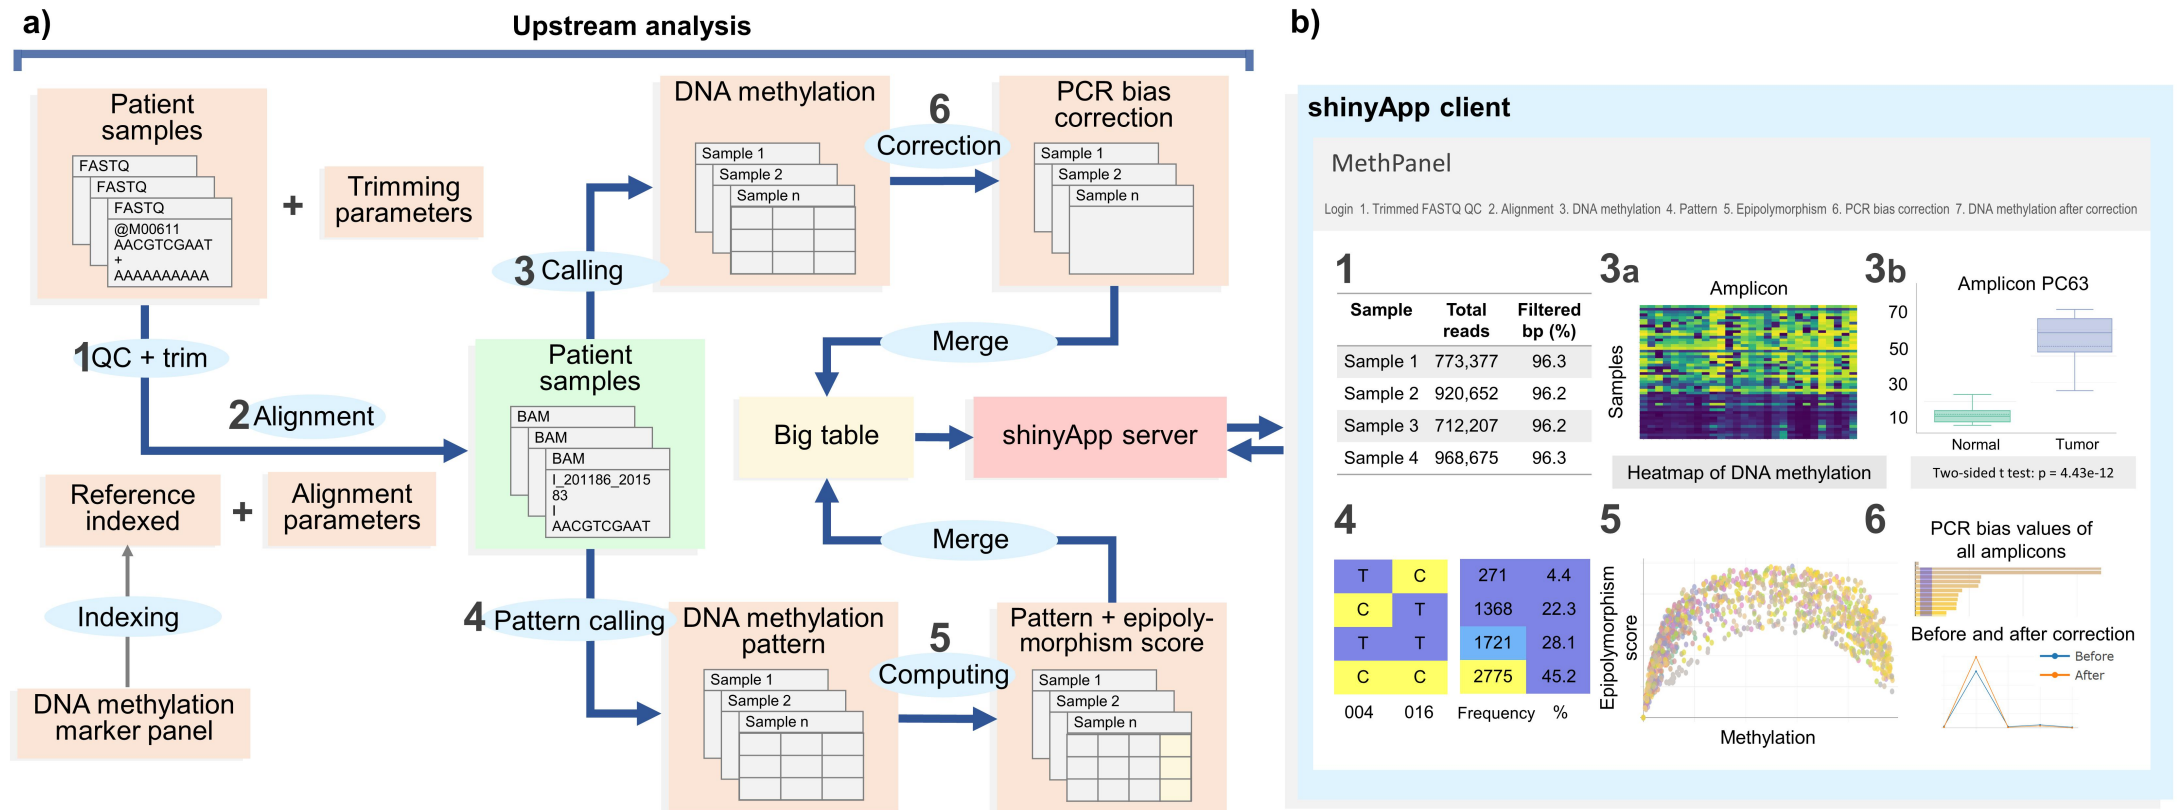 a)
Upstream analysis
Patient
samples
FASTQ
FASTQ
FASTQ
@M00611
AACGTCGAAT
+
AAAAAAAAAA
+
Trimming
parameters
1 QC + trim
2 Alignment
Reference
indexed
+
Alignment
parameters
Indexing
DNA methylation
marker panel
Patient
samples
BAM
BAM
BAM
I_201186_2015
83
I
AACGTCGAAT
3 Calling
DNA methylation
Sample 1
Sample 2
Sample n
6
Correction
PCR bias
correction
Sample 1
Sample 2
Sample n
Merge
Big table
shinyApp server
Merge
4 Pattern calling
DNA methylation
pattern
Sample 1
Sample 2
Sample n
5
Computing
Pattern + epipoly-
morphism score
Sample 1
Sample 2
Sample n
b)
shinyApp client
MethPanel
Login 1. Trimmed FASTQ QC 2. Alignment 3. DNA methylation 4. Pattern 5. Epipolymorphism 6. PCR bias correction 7. DNA methylation after correction
1
Sample Total reads Filtered bp (%)
Sample 1 773,377 96.3
Sample 2 920,652 96.2
Sample 3 712,207 96.2
Sample 4 968,675 96.3
3a
Amplicon
Samples
Heatmap of DNA methylation
3b
Amplicon PC63
70
50
30
10
Normal Tumor
Two-sided t test: p = 4.43e-12
4
T C 271 4.4
C T 1368 22.3
T T 1721 28.1
C C 2775 45.2
004 016 Frequency %
5
Epipolymorphism
score
Methylation
6
PCR bias values of
all amplicons
Before and after correction
Before
After